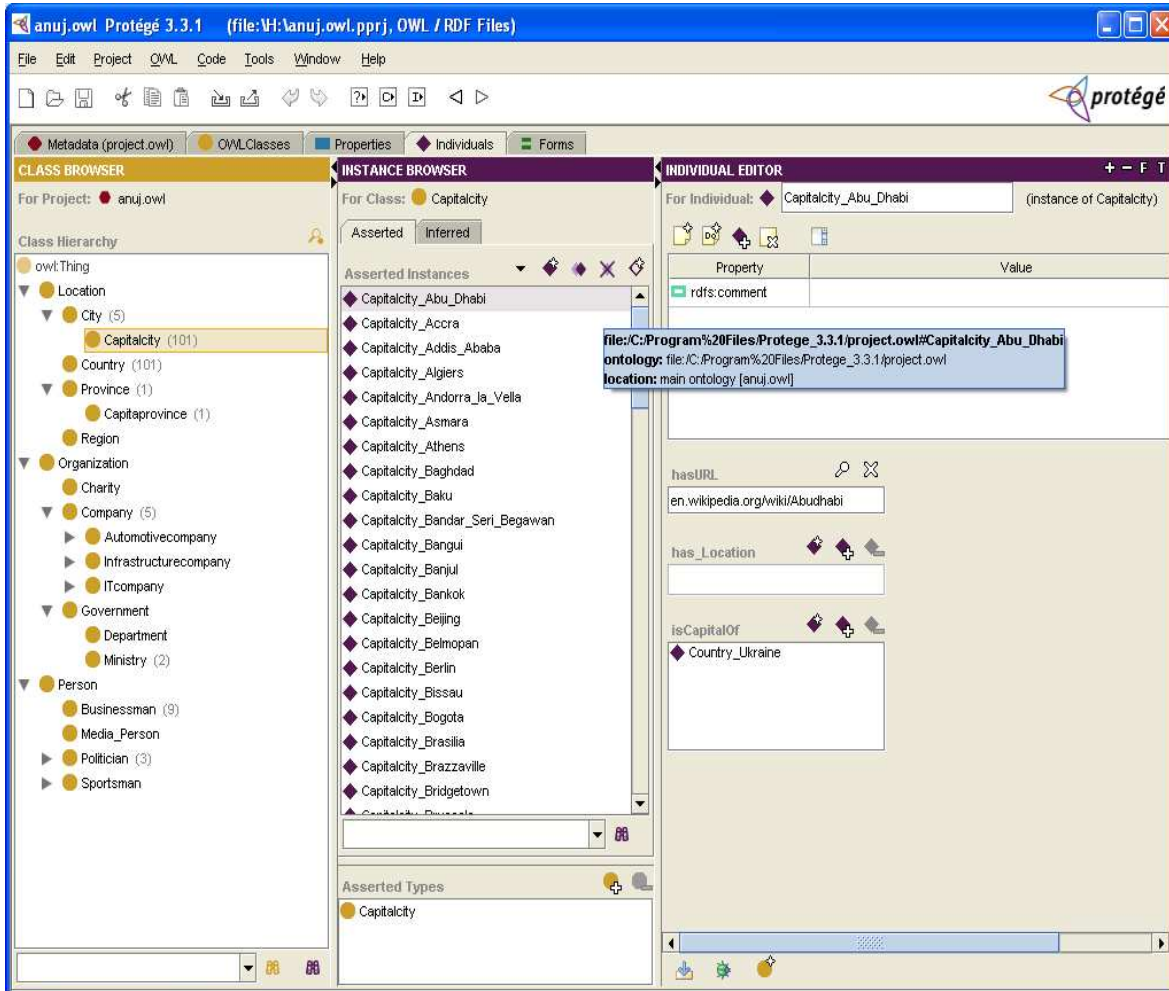 anuj.owl Protégé 3.3.1 (file:\H:\anuj.owl.pprj, OWL / RDF Files)
File Edit Project OWL Code Tools Window Help
protégé
Metadata (project.owl) OWLClasses Properties Individuals Forms
CLASS BROWSER
For Project: anuj.owl
Class Hierarchy
owl:Thing
Location
City (5)
Capitalcity (101)
Country (101)
Province (1)
Capitaprovince (1)
Region
Organization
Charity
Company (5)
Automotivecompany
Infrastructurecompany
ITcompany
Government
Department
Ministry (2)
Person
Businessman (9)
Media_Person
Politician (3)
Sportsman
INSTANCE BROWSER
For Class: Capitalcity
Asserted Inferred
Asserted Instances
Capitalcity_Abu_Dhabi
Capitalcity_Accra
Capitalcity_Addis_Ababa
Capitalcity_Algiers
Capitalcity_Andorra_la_Vella
Capitalcity_Asmara
Capitalcity_Athens
Capitalcity_Baghdad
Capitalcity_Baku
Capitalcity_Bandar_Seri_Begawan
Capitalcity_Bangui
Capitalcity_Banjul
Capitalcity_Bankok
Capitalcity_Beijing
Capitalcity_Belmopan
Capitalcity_Berlin
Capitalcity_Bissau
Capitalcity_Bogota
Capitalcity_Brasilia
Capitalcity_Brazzaville
Capitalcity_Bridgetown
Asserted Types
Capitalcity
INDIVIDUAL EDITOR + - F T
For Individual: Capitalcity_Abu_Dhabi (instance of Capitalcity)
Property Value
rdfs:comment
file:/C:/Program%20Files/Protege_3.3.1/project.owl#Capitalcity_Abu_Dhabi
ontology: file:/C:/Program%20Files/Protege_3.3.1/project.owl
location: main ontology [anuj.owl]
hasURL
en.wikipedia.org/wiki/Abudhabi
has_Location
isCapitalOf
Country_Ukraine